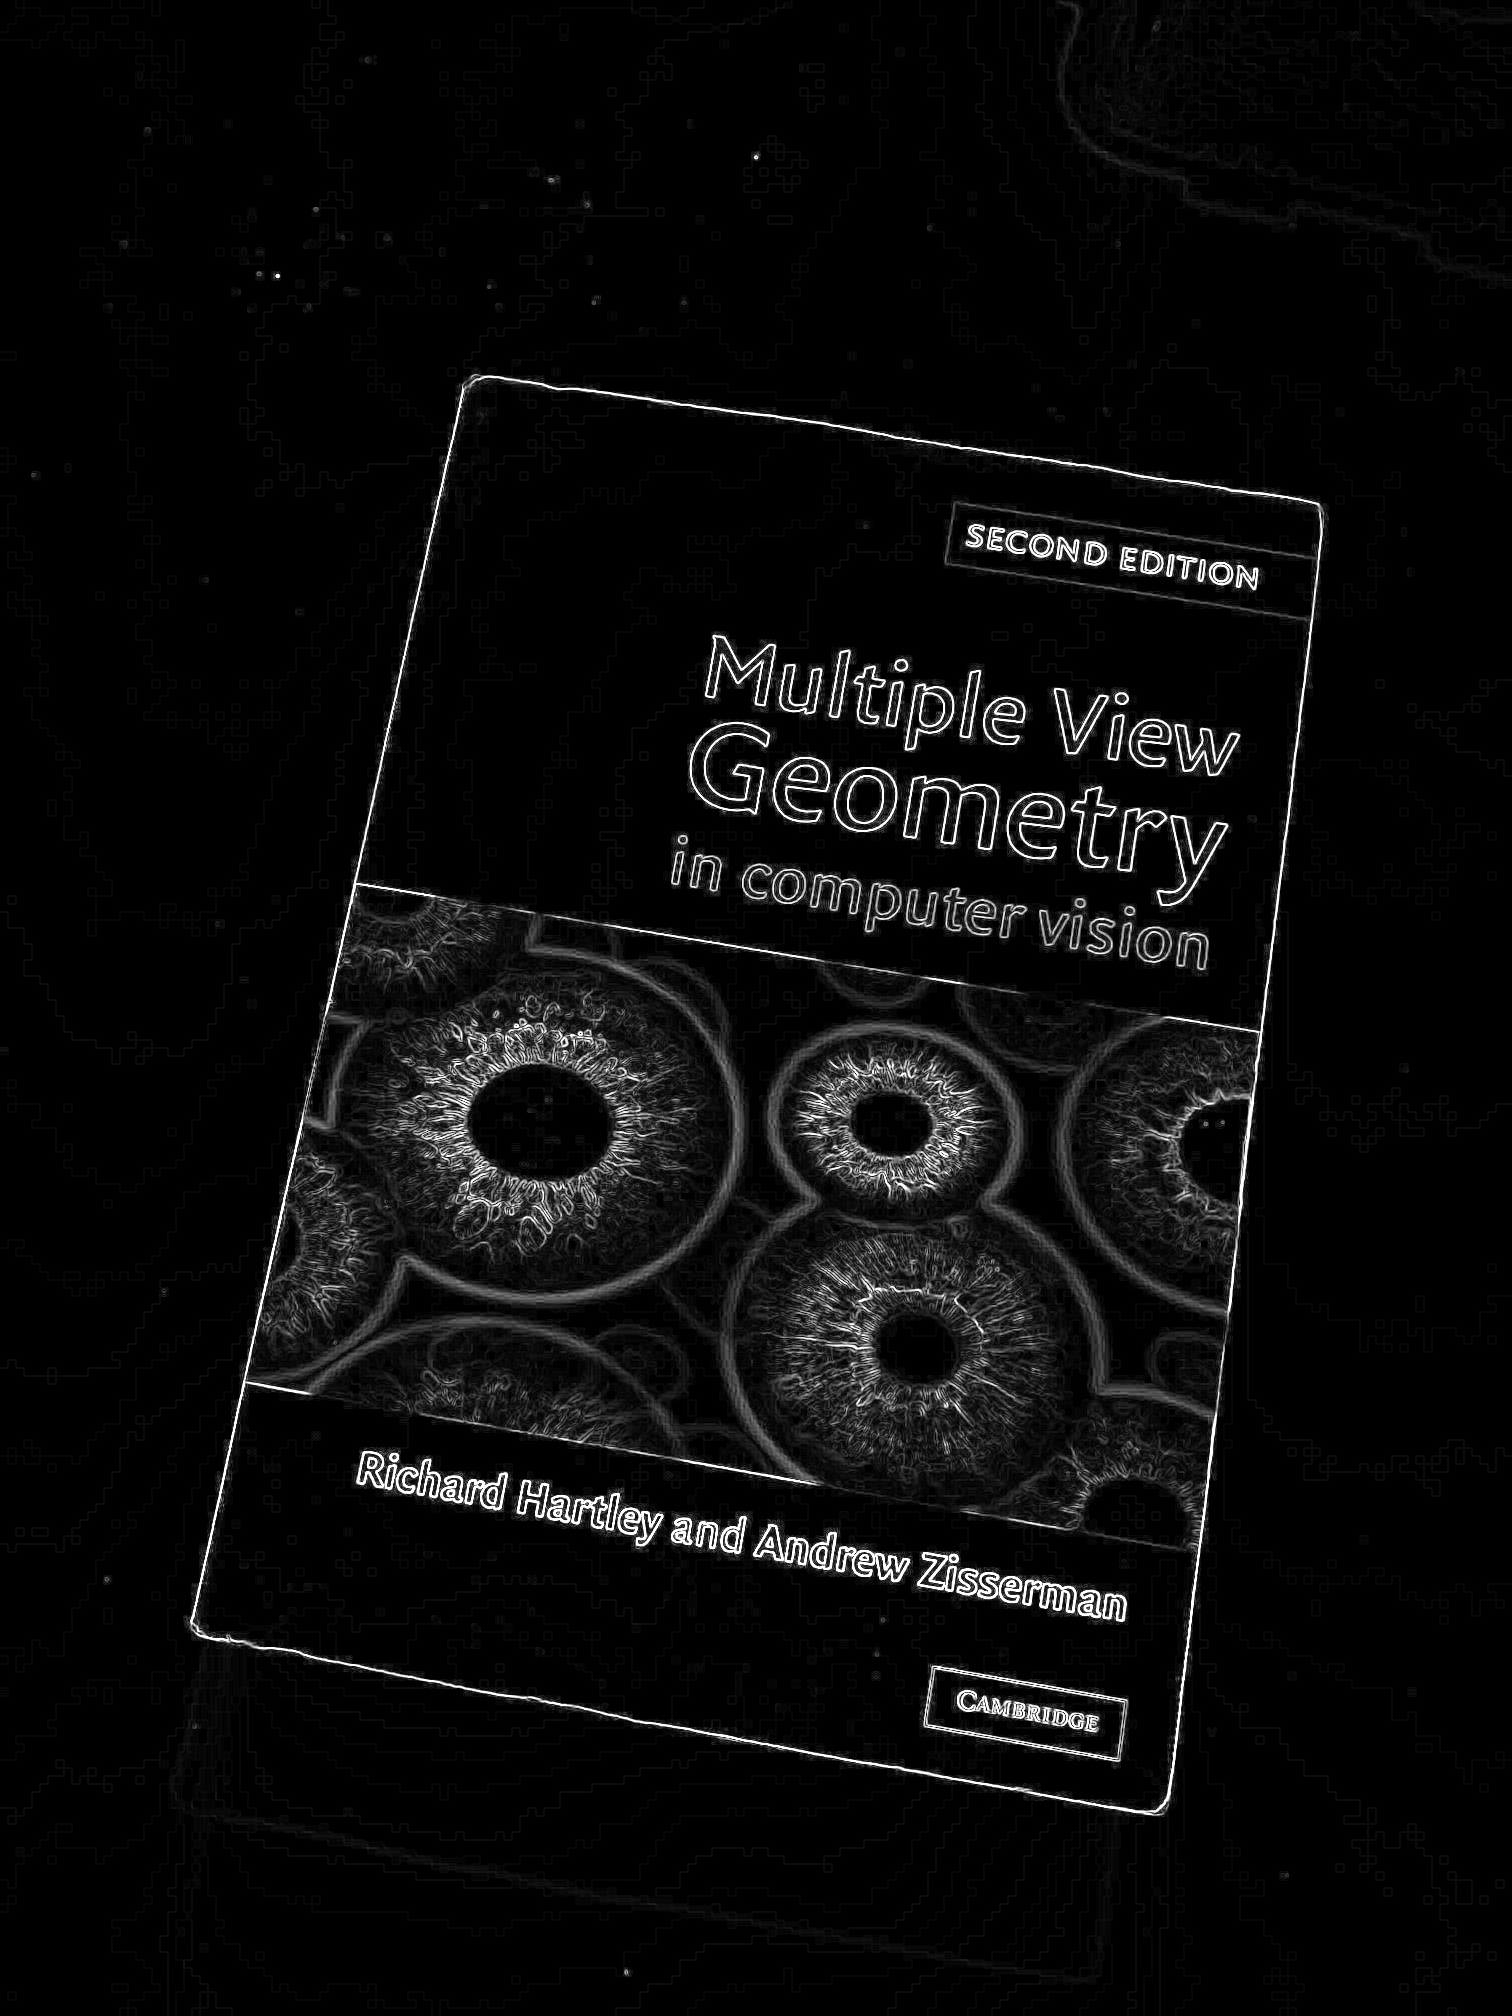 SECOND EDITION
Multiple View
Geometry
in computer vision
Richard Hartley and Andrew Zisserman
CAMBRIDGE